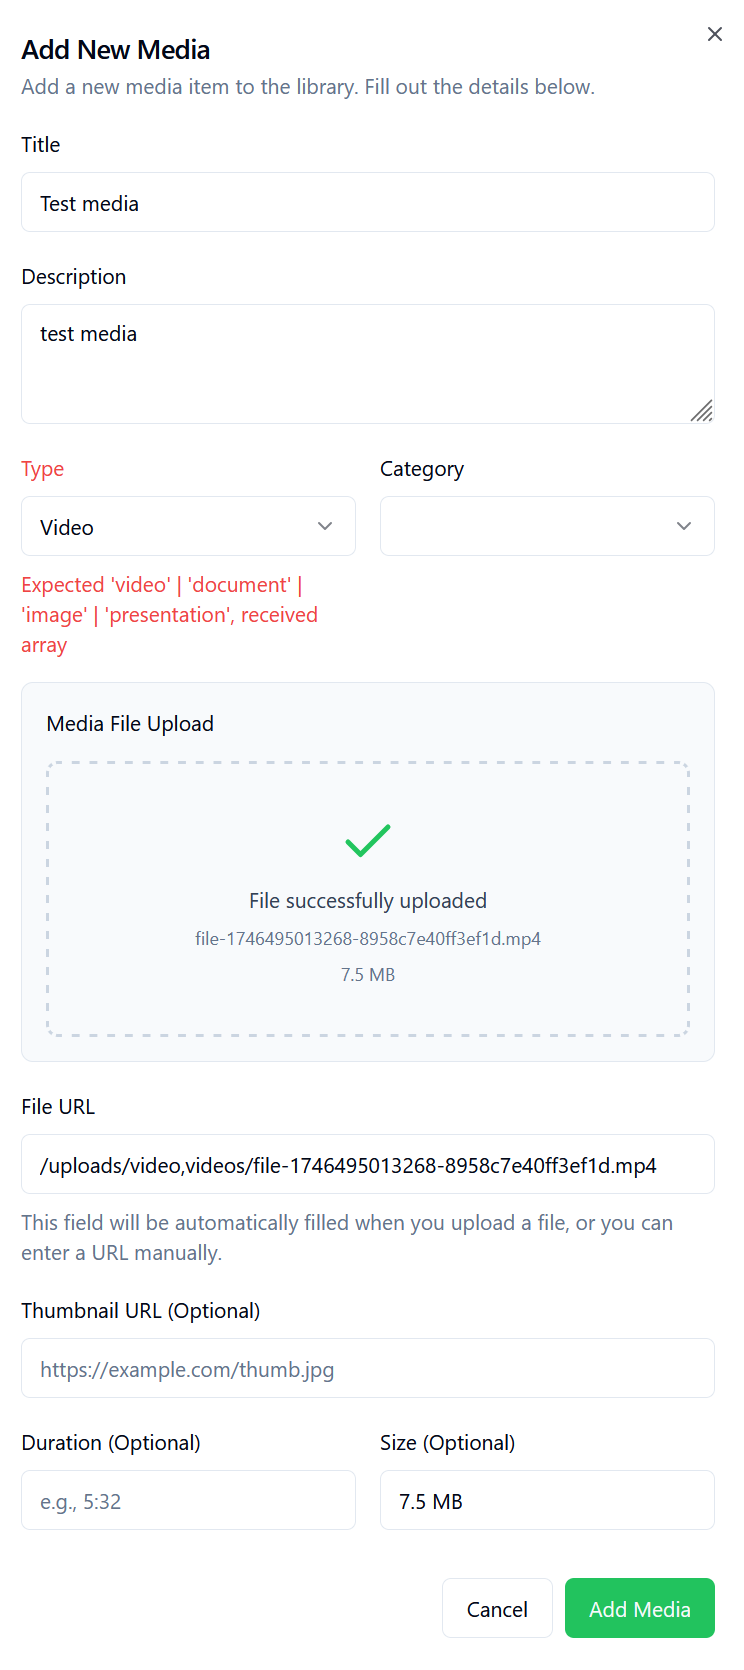 Add New Media
Add a new media item to the library. Fill out the details below.
Title
Test media
Description
test media
Type
Category
Video
Expected 'video' | 'document' |
'image' | 'presentation', received
array
Media File Upload
File successfully uploaded
file-1746495013268-8958c7e40ff3ef1d.mp4
7.5 MB
File URL
/uploads/video,videos/file-1746495013268-8958c7e40ff3ef1d.mp4
This field will be automatically filled when you upload a file, or you can
enter a URL manually.
Thumbnail URL (Optional)
https://example.com/thumb.jpg
Duration (Optional)
Size (Optional)
e.g., 5:32
7.5 MB
Cancel
Add Media